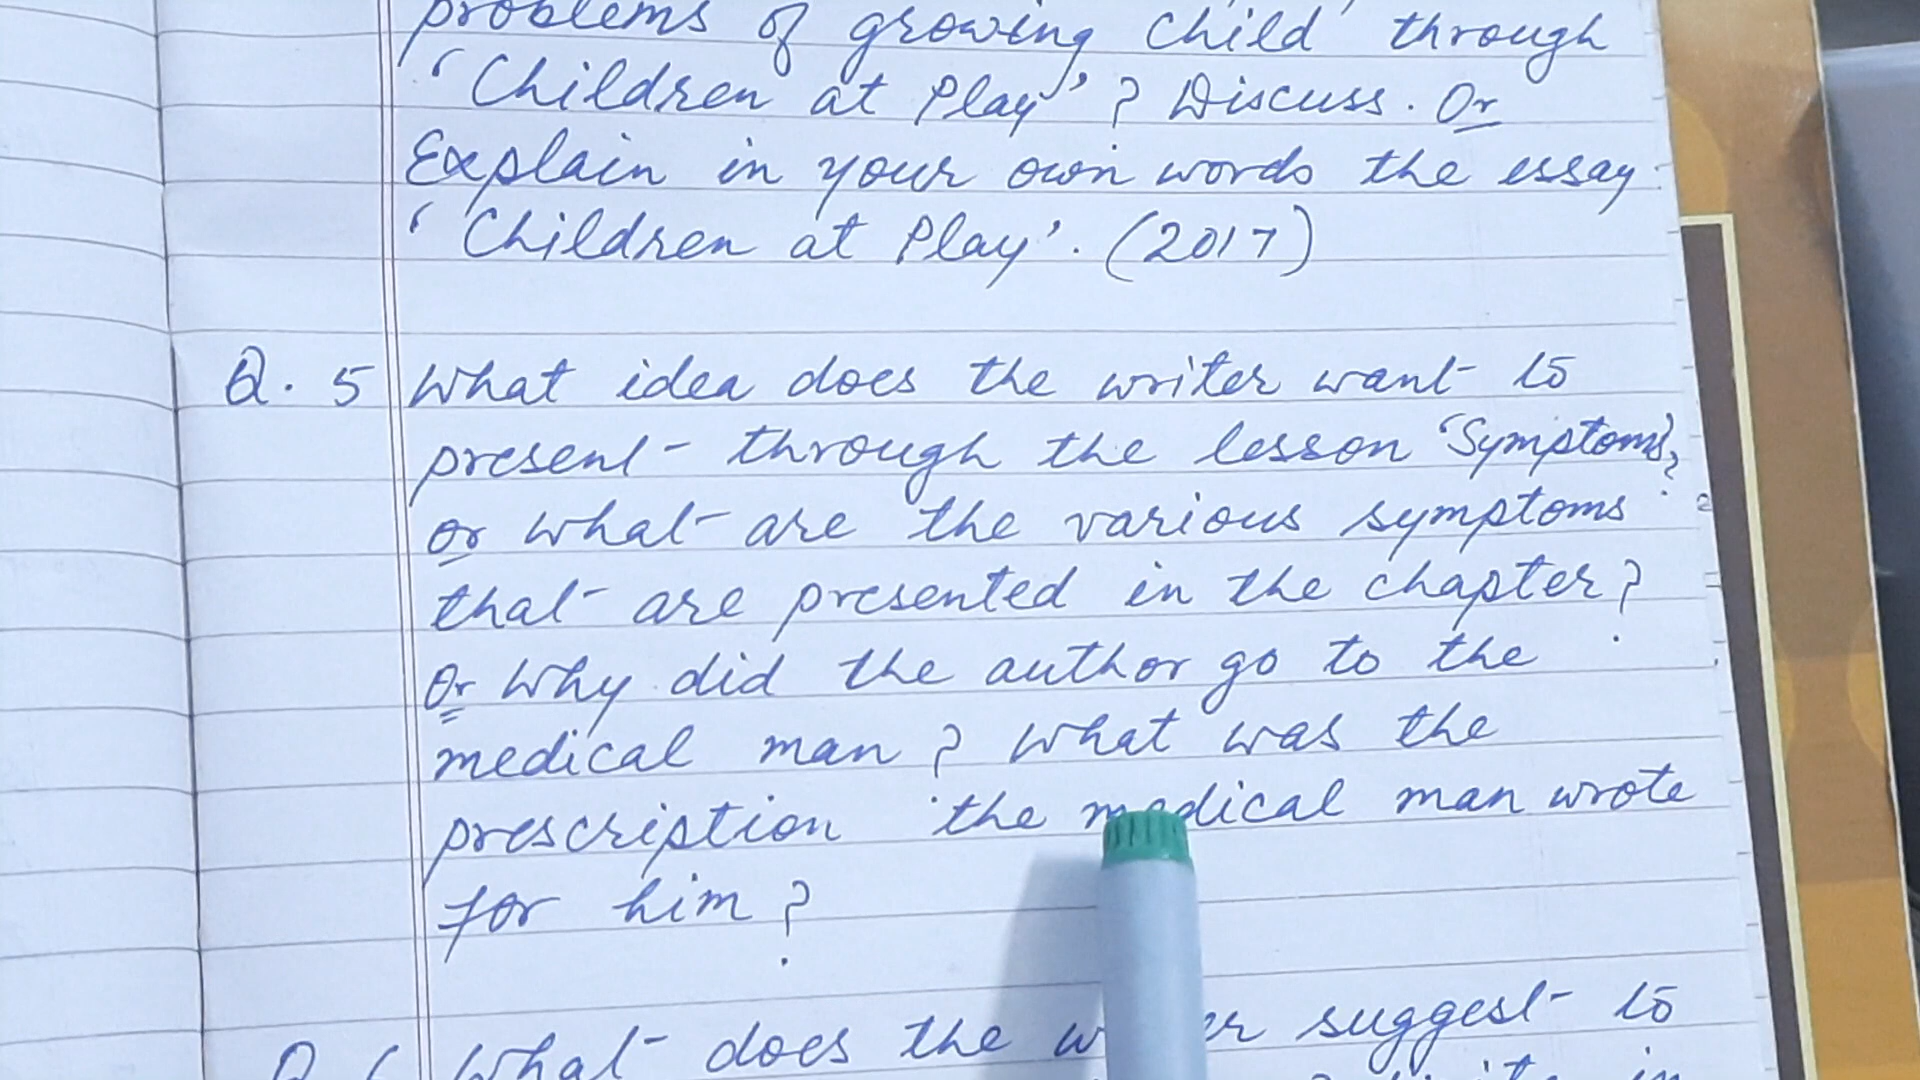 problems of growing child' through
'Children at Play'? Discuss. Or
Explain in your own words the essay
'Children at Play'. (2017)
Q. 5 What idea does the writer want to
present through the lesson 'Symptoms'?
or What are the various symptoms
that are presented in the chapter?
Or Why did the author go to the
medical man? What was the
prescription the medical man wrote
for him?
What does the suggest to
in